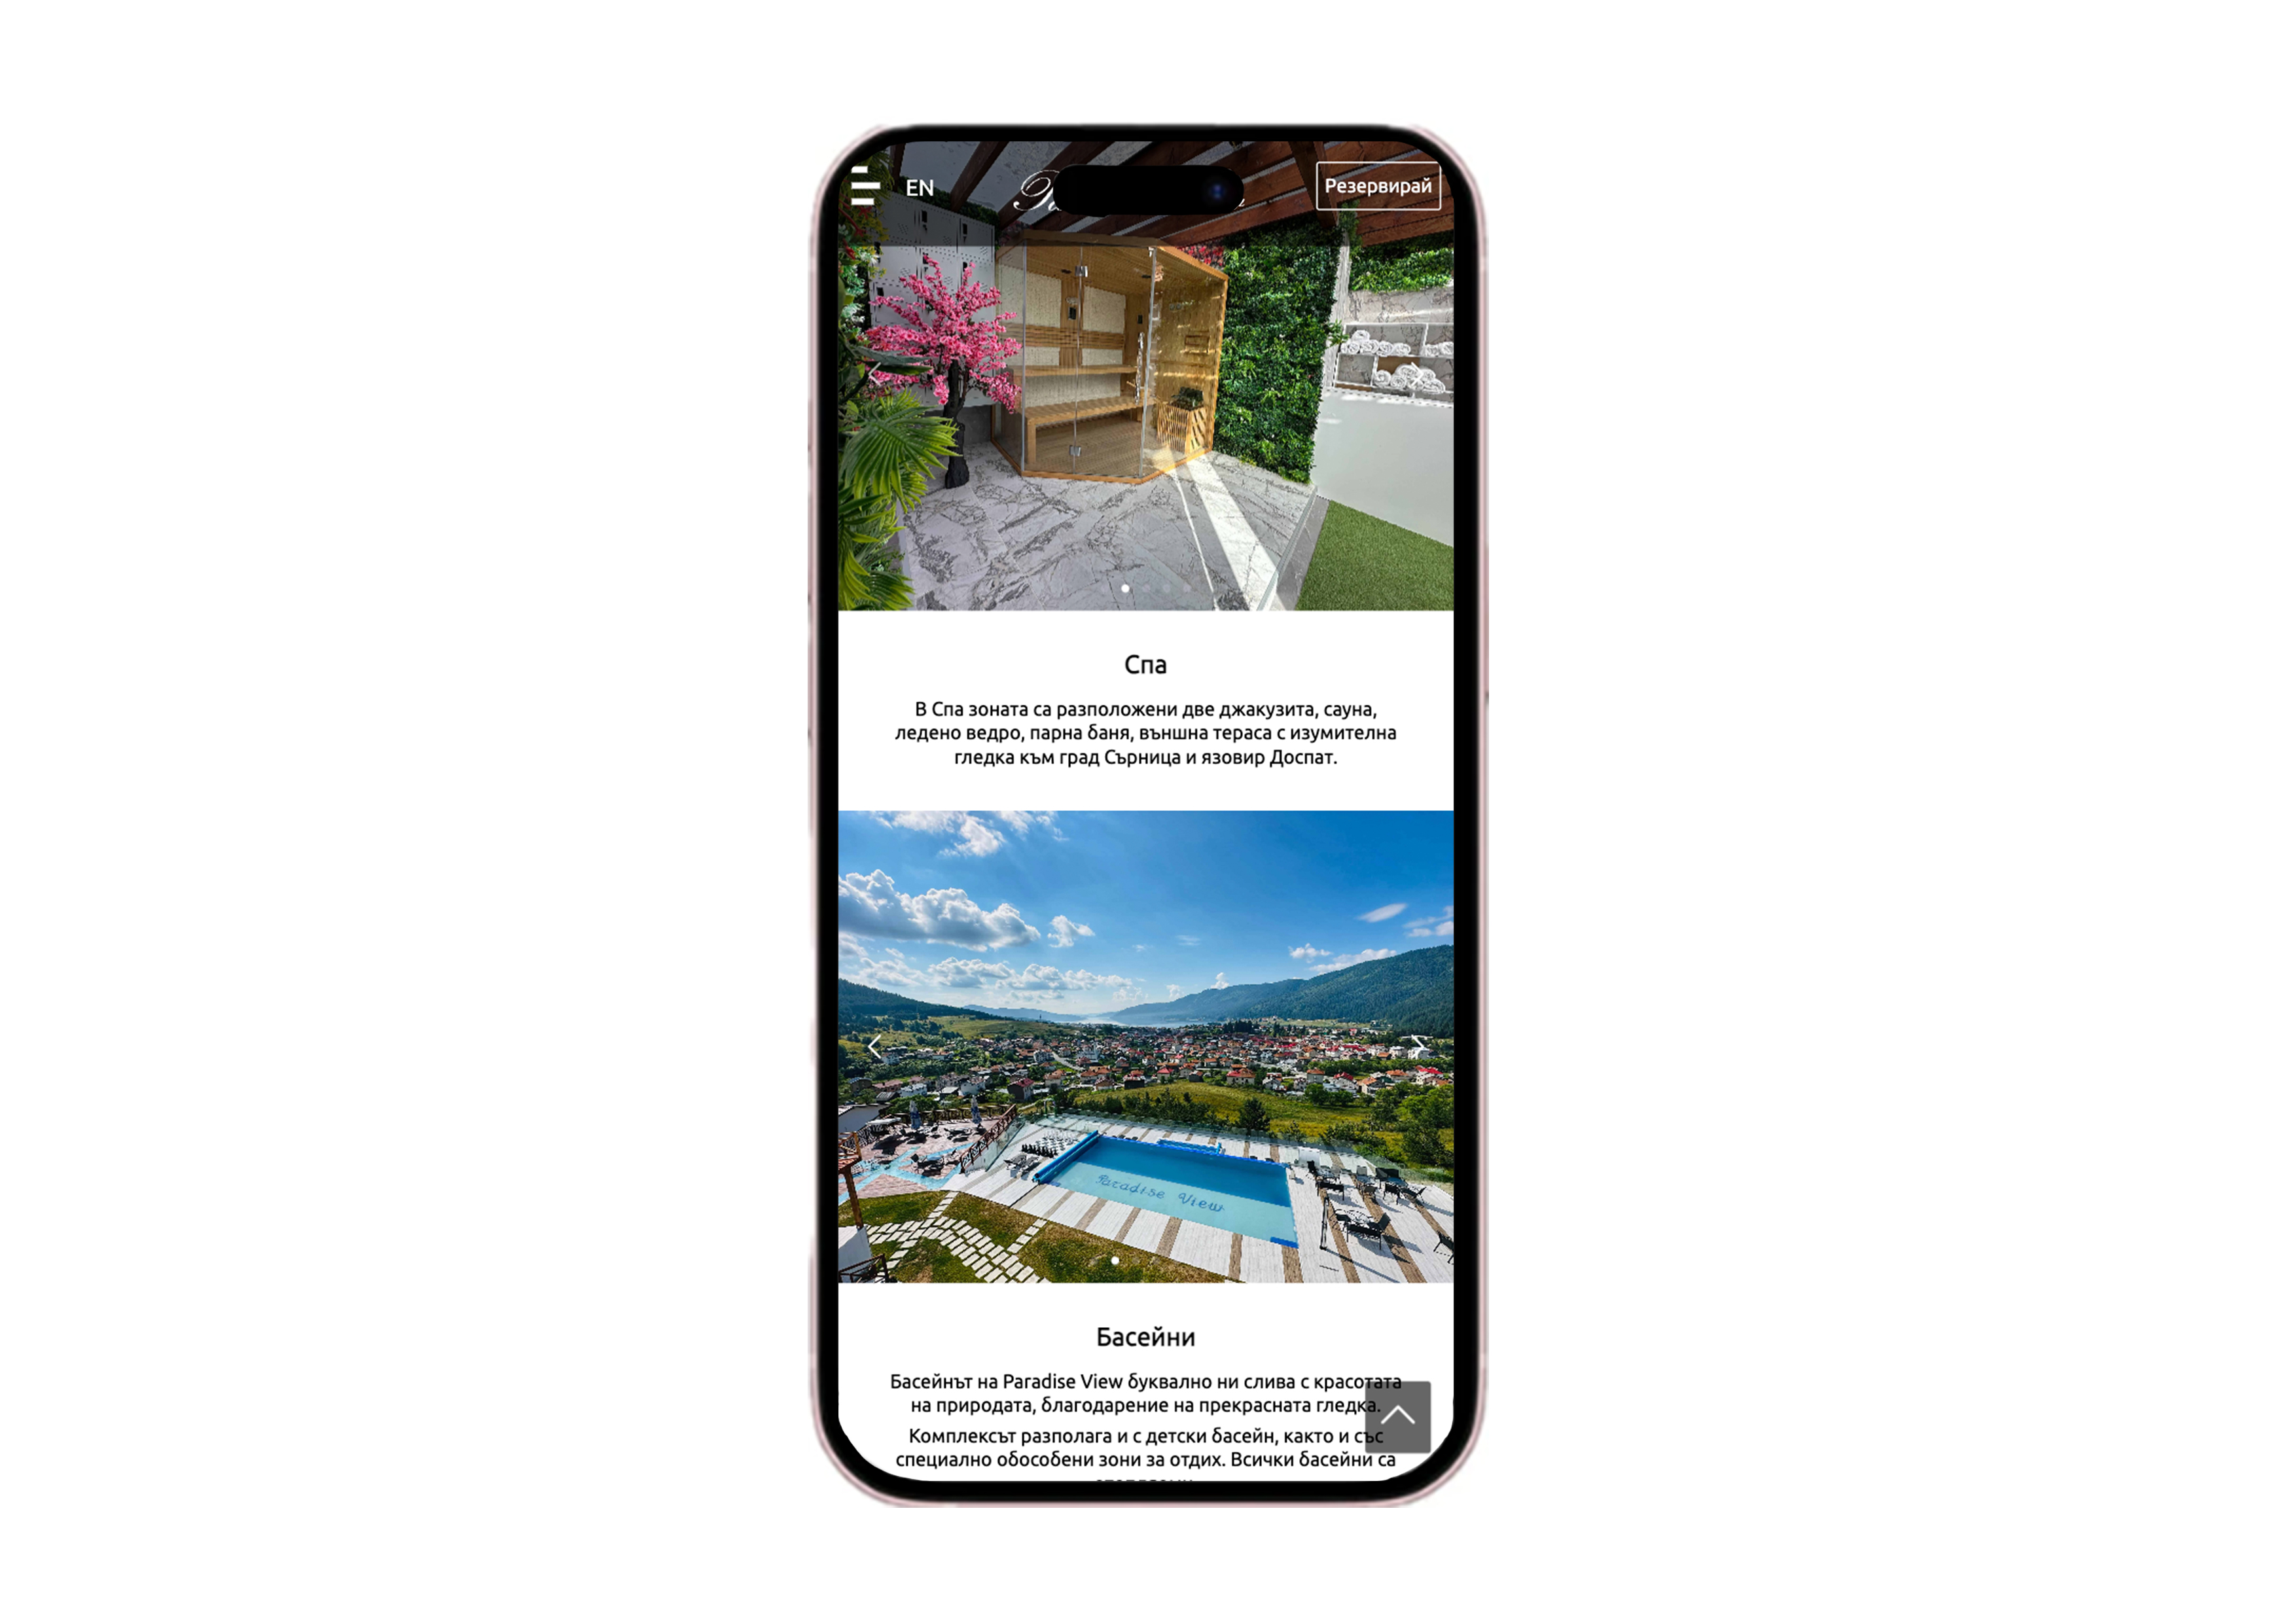 EN
Резервирай
Спа
В Спа зоната са разположени две джакузита, сауна,
ледено ведро, парна баня, външна тераса с изумителна
гледка към град Сърница и язовир Доспат.
Paradise View
Басейни
Басейнът на Paradise View буквално ни слива с красотата
на природата, благодарение на прекрасната гледка.
Комплексът разполага и с детски басейн, както и със
специално обособени зони за отдих. Всички басейни са